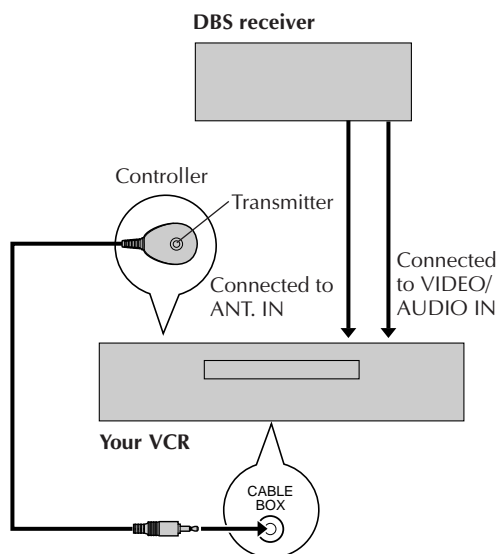 DBS receiver
Controller
Transmitter
Connected to
ANT. IN
Connected
to VIDEO/
AUDIO IN
Your VCR
CABLE
BOX